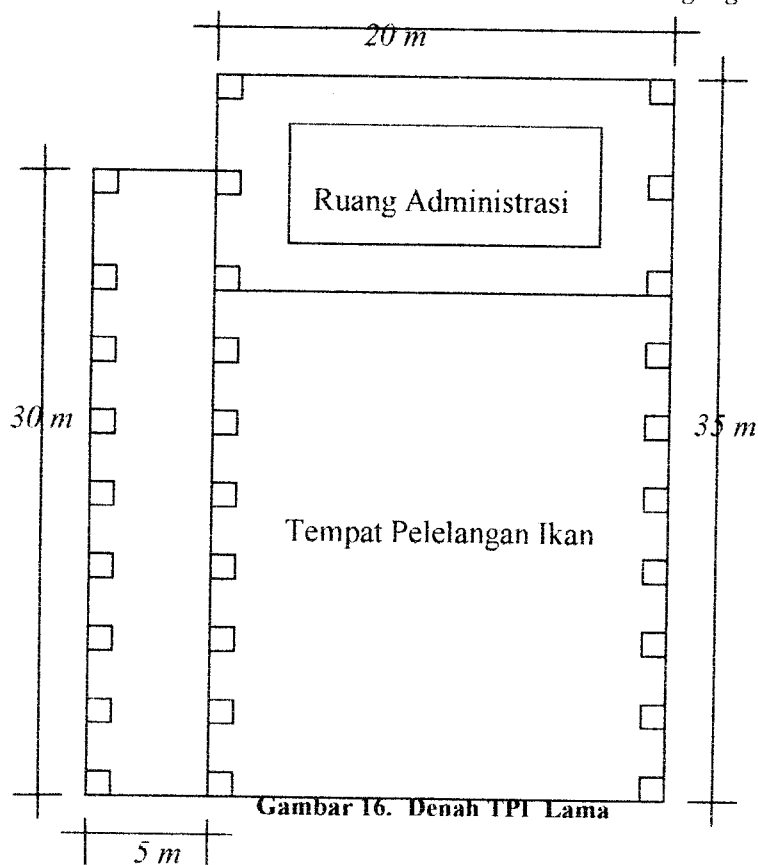 20 m
Ruang Administrasi
30 m
35 m
Tempat Pelelangan Ikan
Gambar 16. Denah TPI Lama
5 m